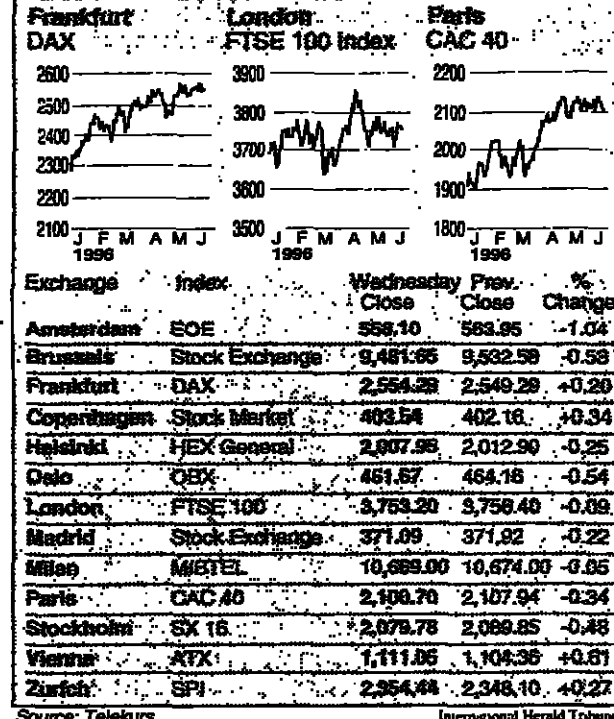 Frankfurt London Paris
DAX FTSE 100 Index CAC 40
2600 3900 2200
2500 3800 2100
2400 3700 2000
2300 3600 1900
2200 3500 1800
2100
J F M A M J J F M A M J J F M A M J
1996 1996 1996
Exchange Index Wednesday Prev. %
Close Close Change
Amsterdam EOE 558.10 563.95 -1.04
Brussels Stock Exchange 9,481.65 9,532.59 -0.53
Frankfurt DAX 2,554.29 2,549.29 +0.20
Copenhagen Stock Market 403.54 402.16 +0.34
Helsinki HEX General 2,012.90 -0.25
Oslo OBX 461.67 464.16 -0.54
London FTSE 100 3,753.20 3,756.40 -0.09
Madrid Stock Exchange 371.09 371.92 -0.22
Milan MIBTEL 10,669.00 10,674.00 -0.05
Paris CAC 40 2,100.70 2,107.94 -0.34
Stockholm SX 16 2,079.78 2,089.85 -0.48
Vienna ATX 1,111.06 1,104.36 +0.61
Zurich SPI 2,354.44 2,348.10 +0.27
Source: Telekurs International Herald Tribune